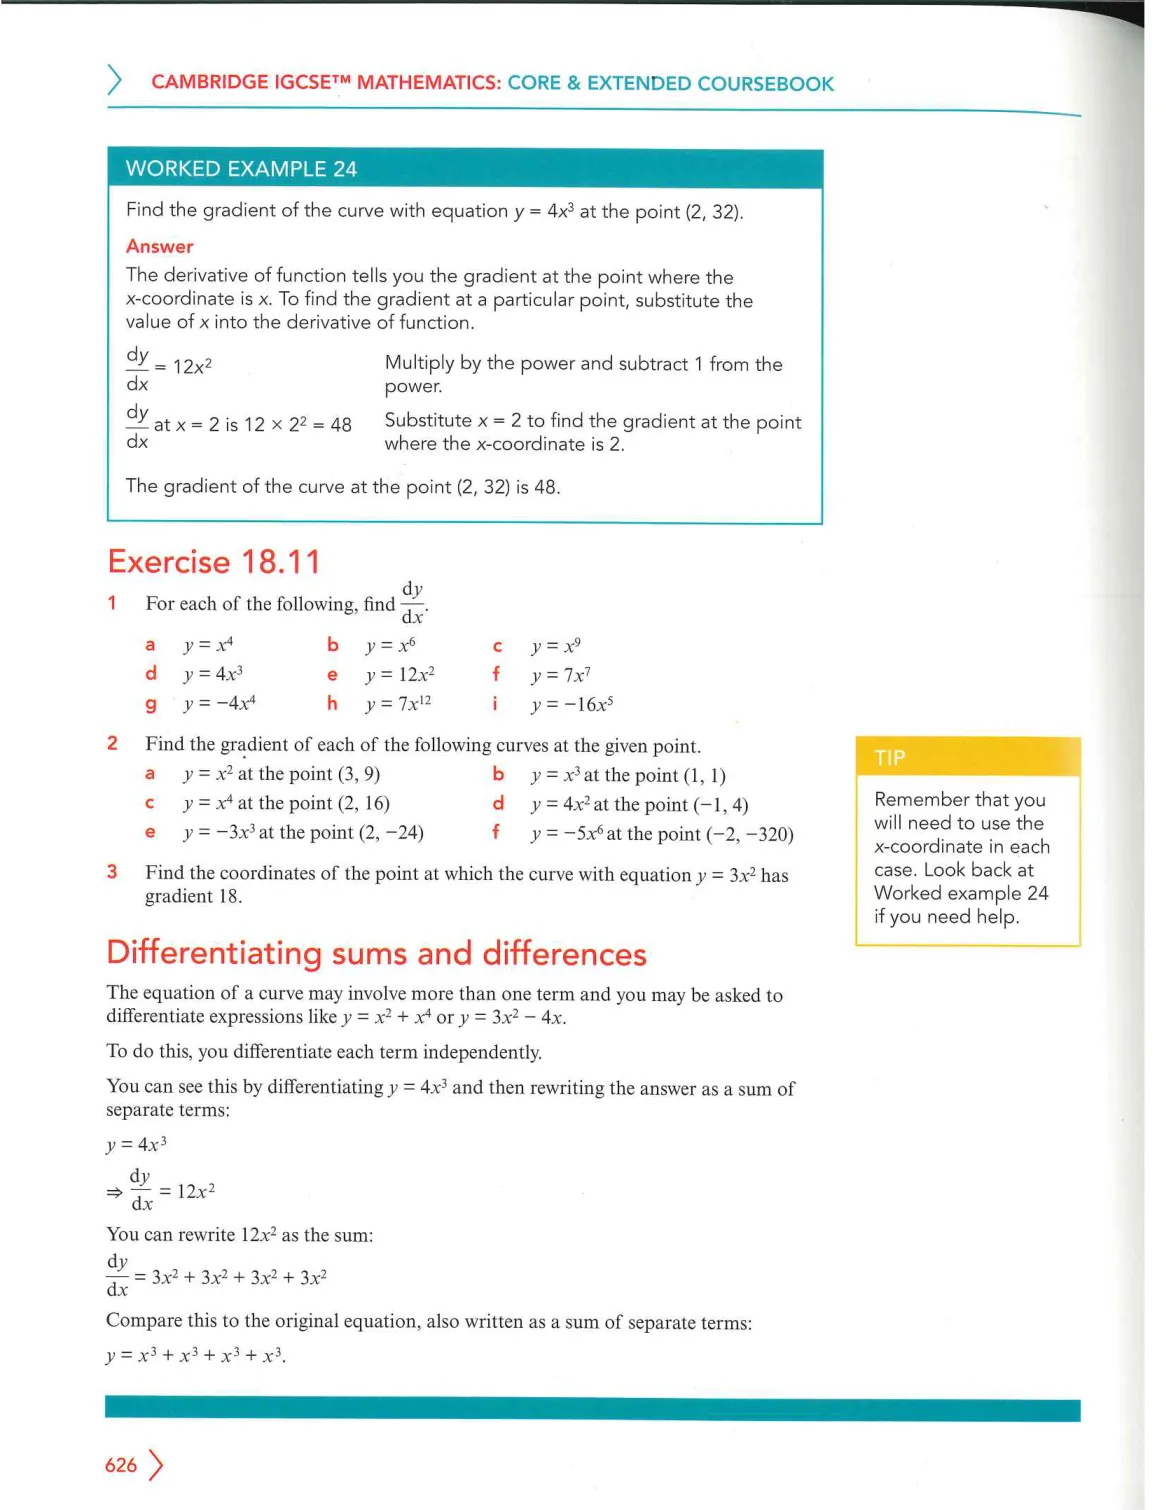 CAMBRIDGE IGCSE™ MATHEMATICS: CORE & EXTENDED COURSEBOOK
WORKED EXAMPLE 24
Find the gradient of the curve with equation y = 4x³ at the point (2, 32).
Answer
The derivative of function tells you the gradient at the point where the
x-coordinate is x. To find the gradient at a particular point, substitute the
value of x into the derivative of function.
dy/dx = 12x² Multiply by the power and subtract 1 from the
power.
dy/dx at x = 2 is 12 × 2² = 48 Substitute x = 2 to find the gradient at the point
where the x-coordinate is 2.
The gradient of the curve at the point (2, 32) is 48.
Exercise 18.11
1 For each of the following, find dy/dx.
a y = x⁴ b y = x⁶ c y = x⁹
d y = 4x³ e y = 12x² f y = 7x⁷
g y = −4x⁴ h y = 7x¹² i y = −16x⁵
2 Find the gradient of each of the following curves at the given point.
a y = x² at the point (3, 9) b y = x³ at the point (1, 1)
c y = x⁴ at the point (2, 16) d y = 4x² at the point (−1, 4)
e y = −3x³ at the point (2, −24) f y = −5x⁶ at the point (−2, −320)
3 Find the coordinates of the point at which the curve with equation y = 3x² has
gradient 18.
TIP
Remember that you
will need to use the
x-coordinate in each
case. Look back at
Worked example 24
if you need help.
Differentiating sums and differences
The equation of a curve may involve more than one term and you may be asked to
differentiate expressions like y = x² + x⁴ or y = 3x² − 4x.
To do this, you differentiate each term independently.
You can see this by differentiating y = 4x³ and then rewriting the answer as a sum of
separate terms:
y = 4x³
⇒ dy/dx = 12x²
You can rewrite 12x² as the sum:
dy/dx = 3x² + 3x² + 3x² + 3x²
Compare this to the original equation, also written as a sum of separate terms:
y = x³ + x³ + x³ + x³.
626